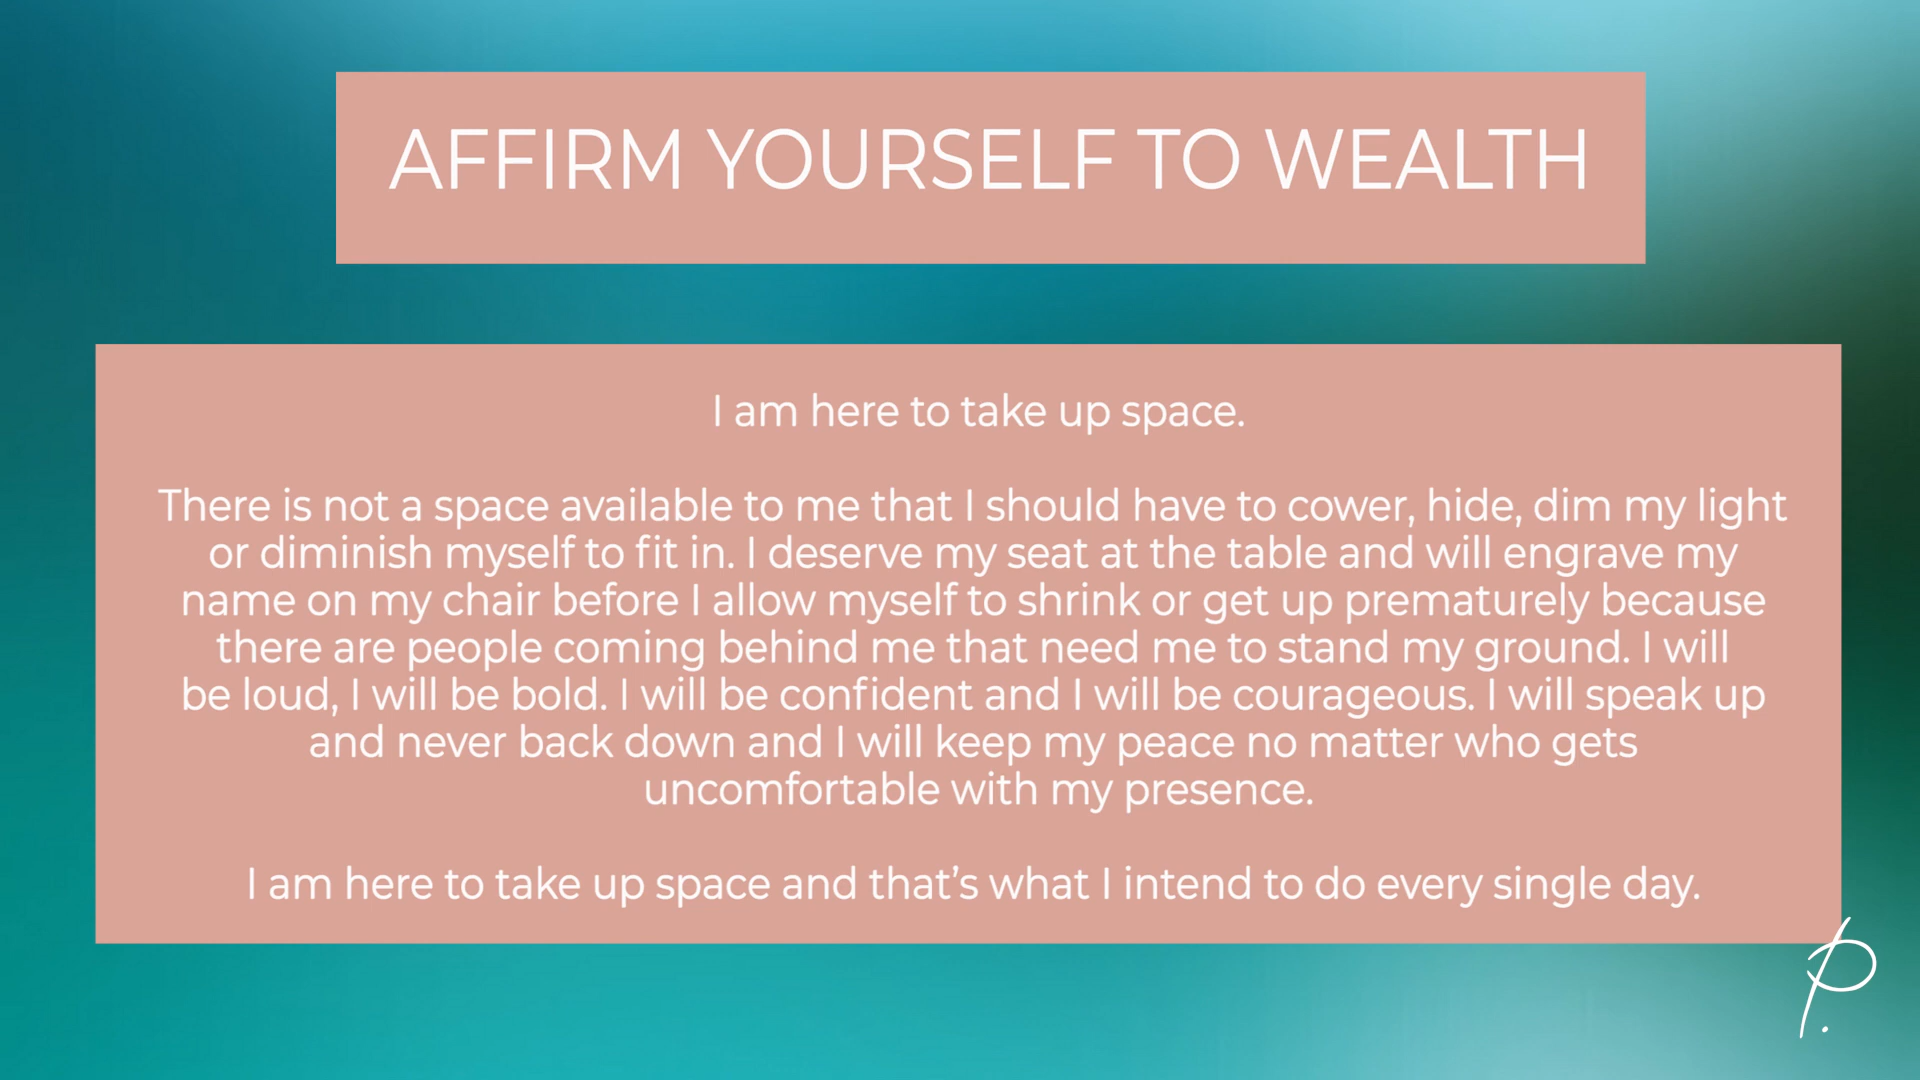 AFFIRM YOURSELF TO WEALTH
I am here to take up space.
There is not a space available to me that I should have to cower, hide, dim my light
or diminish myself to fit in. I deserve my seat at the table and will engrave my
name on my chair before I allow myself to shrink or get up prematurely because
there are people coming behind me that need me to stand my ground. I will
be loud, I will be bold. I will be confident and I will be courageous. I will speak up
and never back down and I will keep my peace no matter who gets
uncomfortable with my presence.
I am here to take up space and that’s what I intend to do every single day.
P.